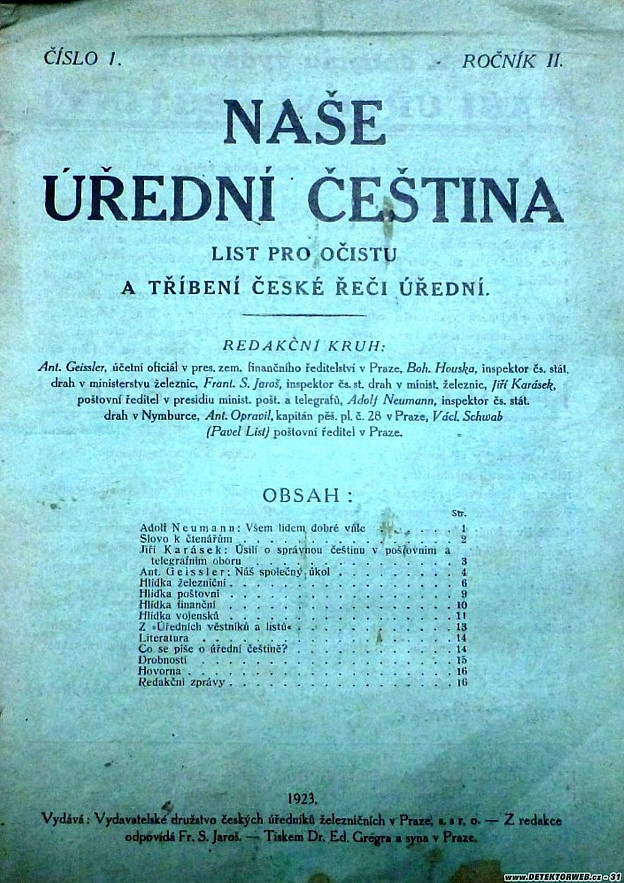 ČÍSLO 1.
ROČNÍK II.
NAŠE
ÚŘEDNÍ ČEŠTINA
LIST PRO OČISTU
A TŘÍBENÍ ČESKÉ ŘEČI ÚŘEDNÍ.
REDAKČNÍ KRUH:
Ant. Geissler, účetní oficiál v pres. zem. finančního ředitelství v Praze, Boh. Houska, inspektor čs. stát.
drah v ministerstvu železnic, Frant. S. Jaroš, inspektor čs. st. drah v minist. železnic, Jiří Karásek,
poštovní ředitel v presidiu minist. pošt. a telegrafů, Adolf Neumann, inspektor čs. stát.
drah v Nymburce, Ant. Opravil, kapitán pěš. pl. č. 28 v Praze, Václ. Schwab
(Pavel List) poštovní ředitel v Praze.
OBSAH:
Str.
Adolf Neumann: Všem lidem dobré vůle . . . . . . . 1
Slovo k čtenářům . . . . . . . . . . . . . . . . 2
Jiří Karásek: Úsilí o správnou češtinu v poštovním a
telegrafním oboru . . . . . . . . . . . . . . . 3
Ant. Geissler: Náš společný úkol . . . . . . . . . 4
Hlídka železniční . . . . . . . . . . . . . . . . 6
Hlídka poštovní . . . . . . . . . . . . . . . . . 9
Hlídka finanční . . . . . . . . . . . . . . . . . 10
Hlídka vojenská . . . . . . . . . . . . . . . . . 11
Z »Úředních věstníků a listů« . . . . . . . . . . . 13
Literatura . . . . . . . . . . . . . . . . . . . 14
Co se píše o úřední češtině? . . . . . . . . . . . 14
Drobnosti . . . . . . . . . . . . . . . . . . . . 15
Hovorna . . . . . . . . . . . . . . . . . . . . . 16
Redakční zprávy . . . . . . . . . . . . . . . . . 16
1923.
Vydává: Vydavatelské družstvo českých úředníků železničních v Praze, s. s r. o. — Z redakce
odpovídá Fr. S. Jaroš. — Tiskem Dr. Ed. Grégra a syna v Praze.
www.DETEKTORWEB.cz - 31